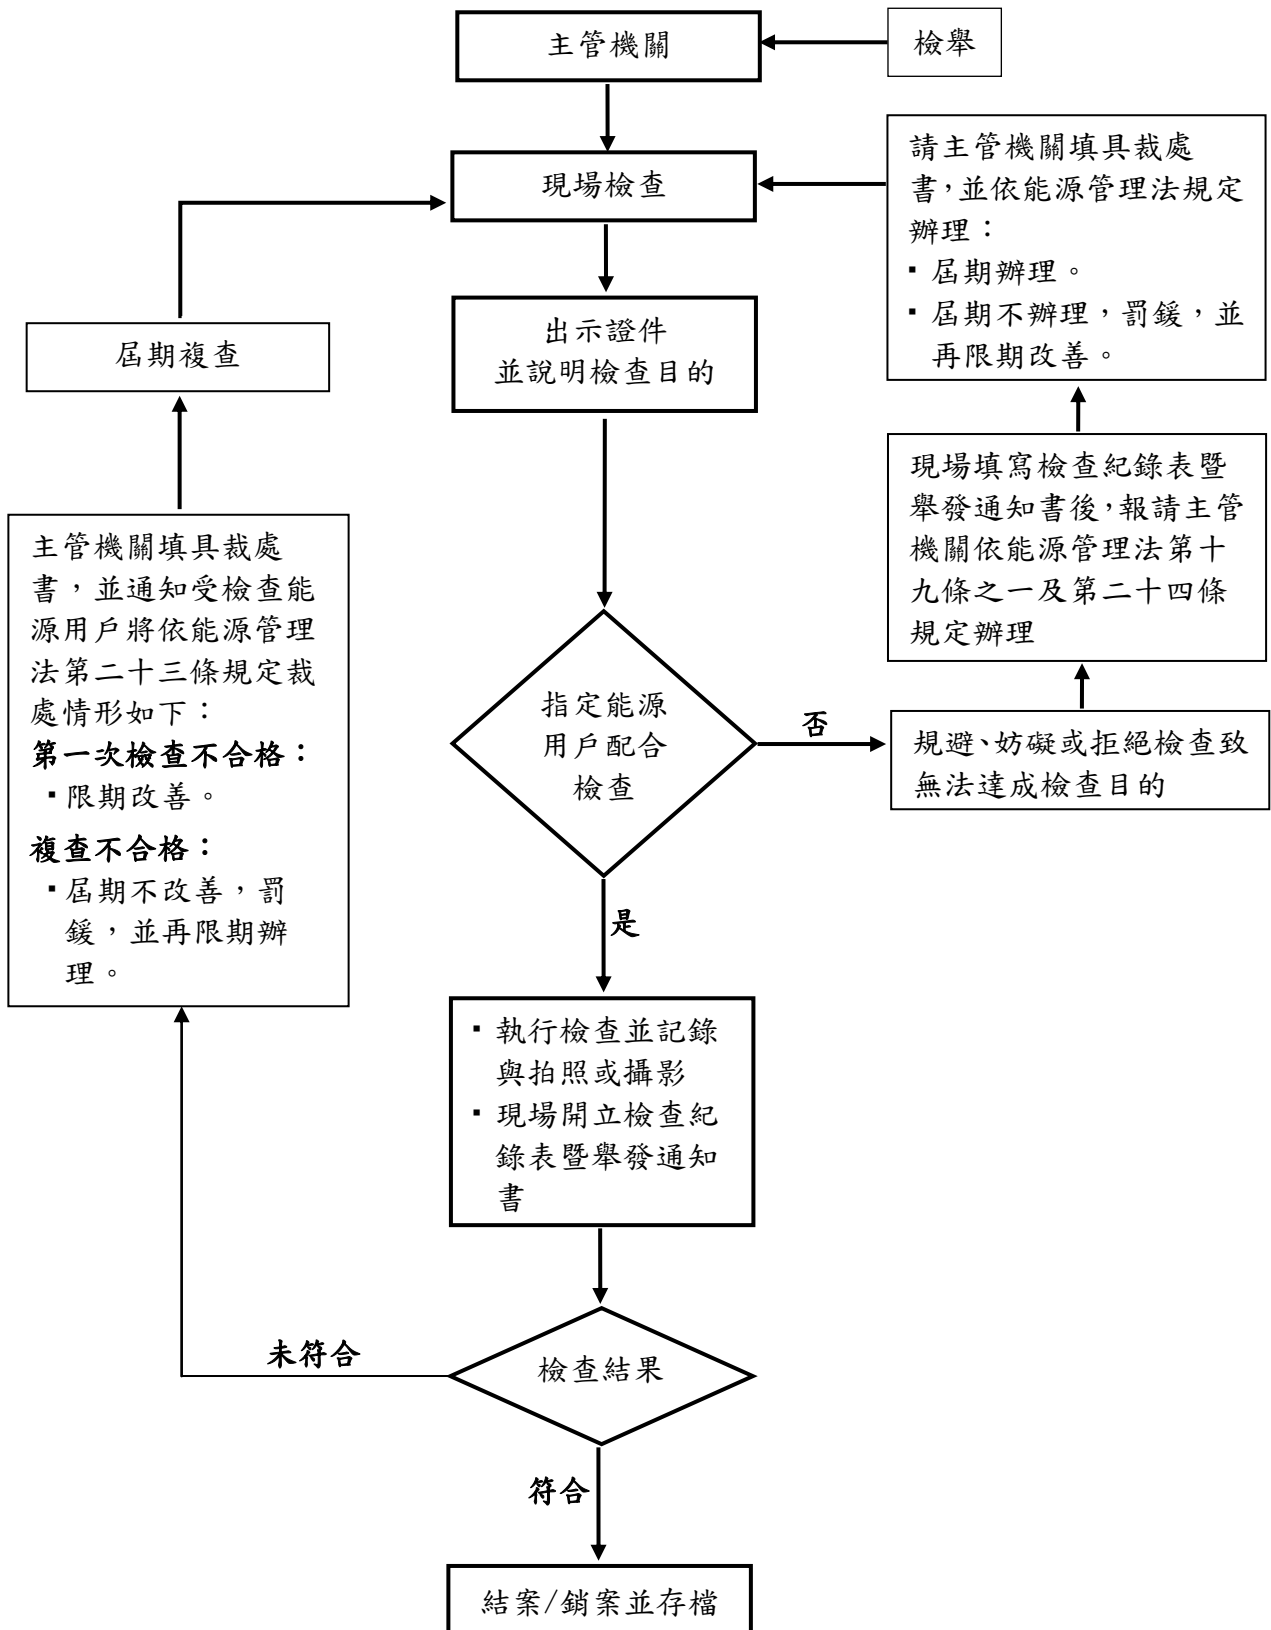 主管機關
檢舉
現場檢查
請主管機關填具裁處
書，並依能源管理法規定
辦理：
▪ 屆期辦理。
▪ 屆期不辦理，罰鍰，並
再限期改善。
出示證件
並說明檢查目的
屆期複查
現場填寫檢查紀錄表暨
舉發通知書後，報請主管
機關依能源管理法第十
九條之一及第二十四條
規定辦理
主管機關填具裁處
書，並通知受檢查能
源用戶將依能源管理
法第二十三條規定裁
處情形如下：
第一次檢查不合格：
▪ 限期改善。
複查不合格：
▪ 屆期不改善，罰
鍰，並再限期辦
理。
指定能源
用戶配合
檢查
否
規避、妨礙或拒絕檢查致
無法達成檢查目的
是
▪ 執行檢查並記錄
與拍照或攝影
▪ 現場開立檢查紀
錄表暨舉發通知
書
未符合
檢查結果
符合
結案/銷案並存檔